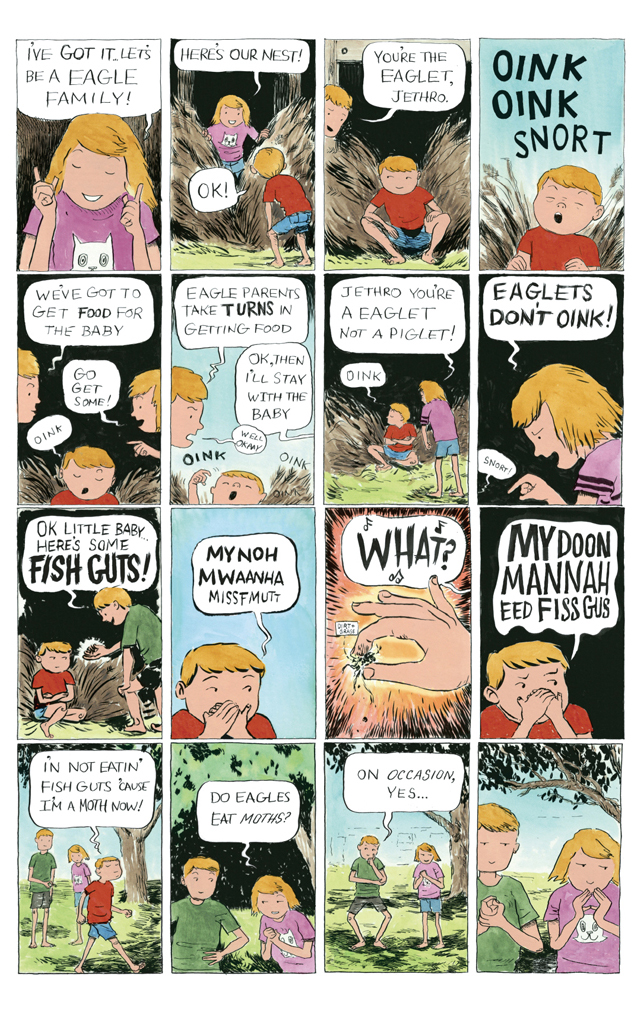 I'VE GOT IT...LET'S
BE A EAGLE
FAMILY!
HERE'S OUR NEST!
OK!
YOU'RE THE
EAGLET,
JETHRO.
OINK
OINK
SNORT
WE'VE GOT TO
GET FOOD FOR
THE BABY
GO
GET
SOME!
OINK
EAGLE PARENTS
TAKE TURNS IN
GETTING FOOD
OK, THEN
I'LL STAY
WITH THE
BABY
WELL
OKAY
OINK
OINK
OINK
JETHRO YOU'RE
A EAGLET
NOT A PIGLET!
OINK
EAGLETS
DON'T OINK!
SNORT!
OK LITTLE BABY...
HERE'S SOME
FISH GUTS!
MYNOH
MWAANHA
MISSFMUTT
WHAT?
DIRT &
GRASS
MY DOON
MANNAH
EED FISS GUS
I'N NOT EATIN'
FISH GUTS 'CAUSE
I'M A MOTH NOW!
DO EAGLES
EAT MOTHS?
ON OCCASION,
YES...